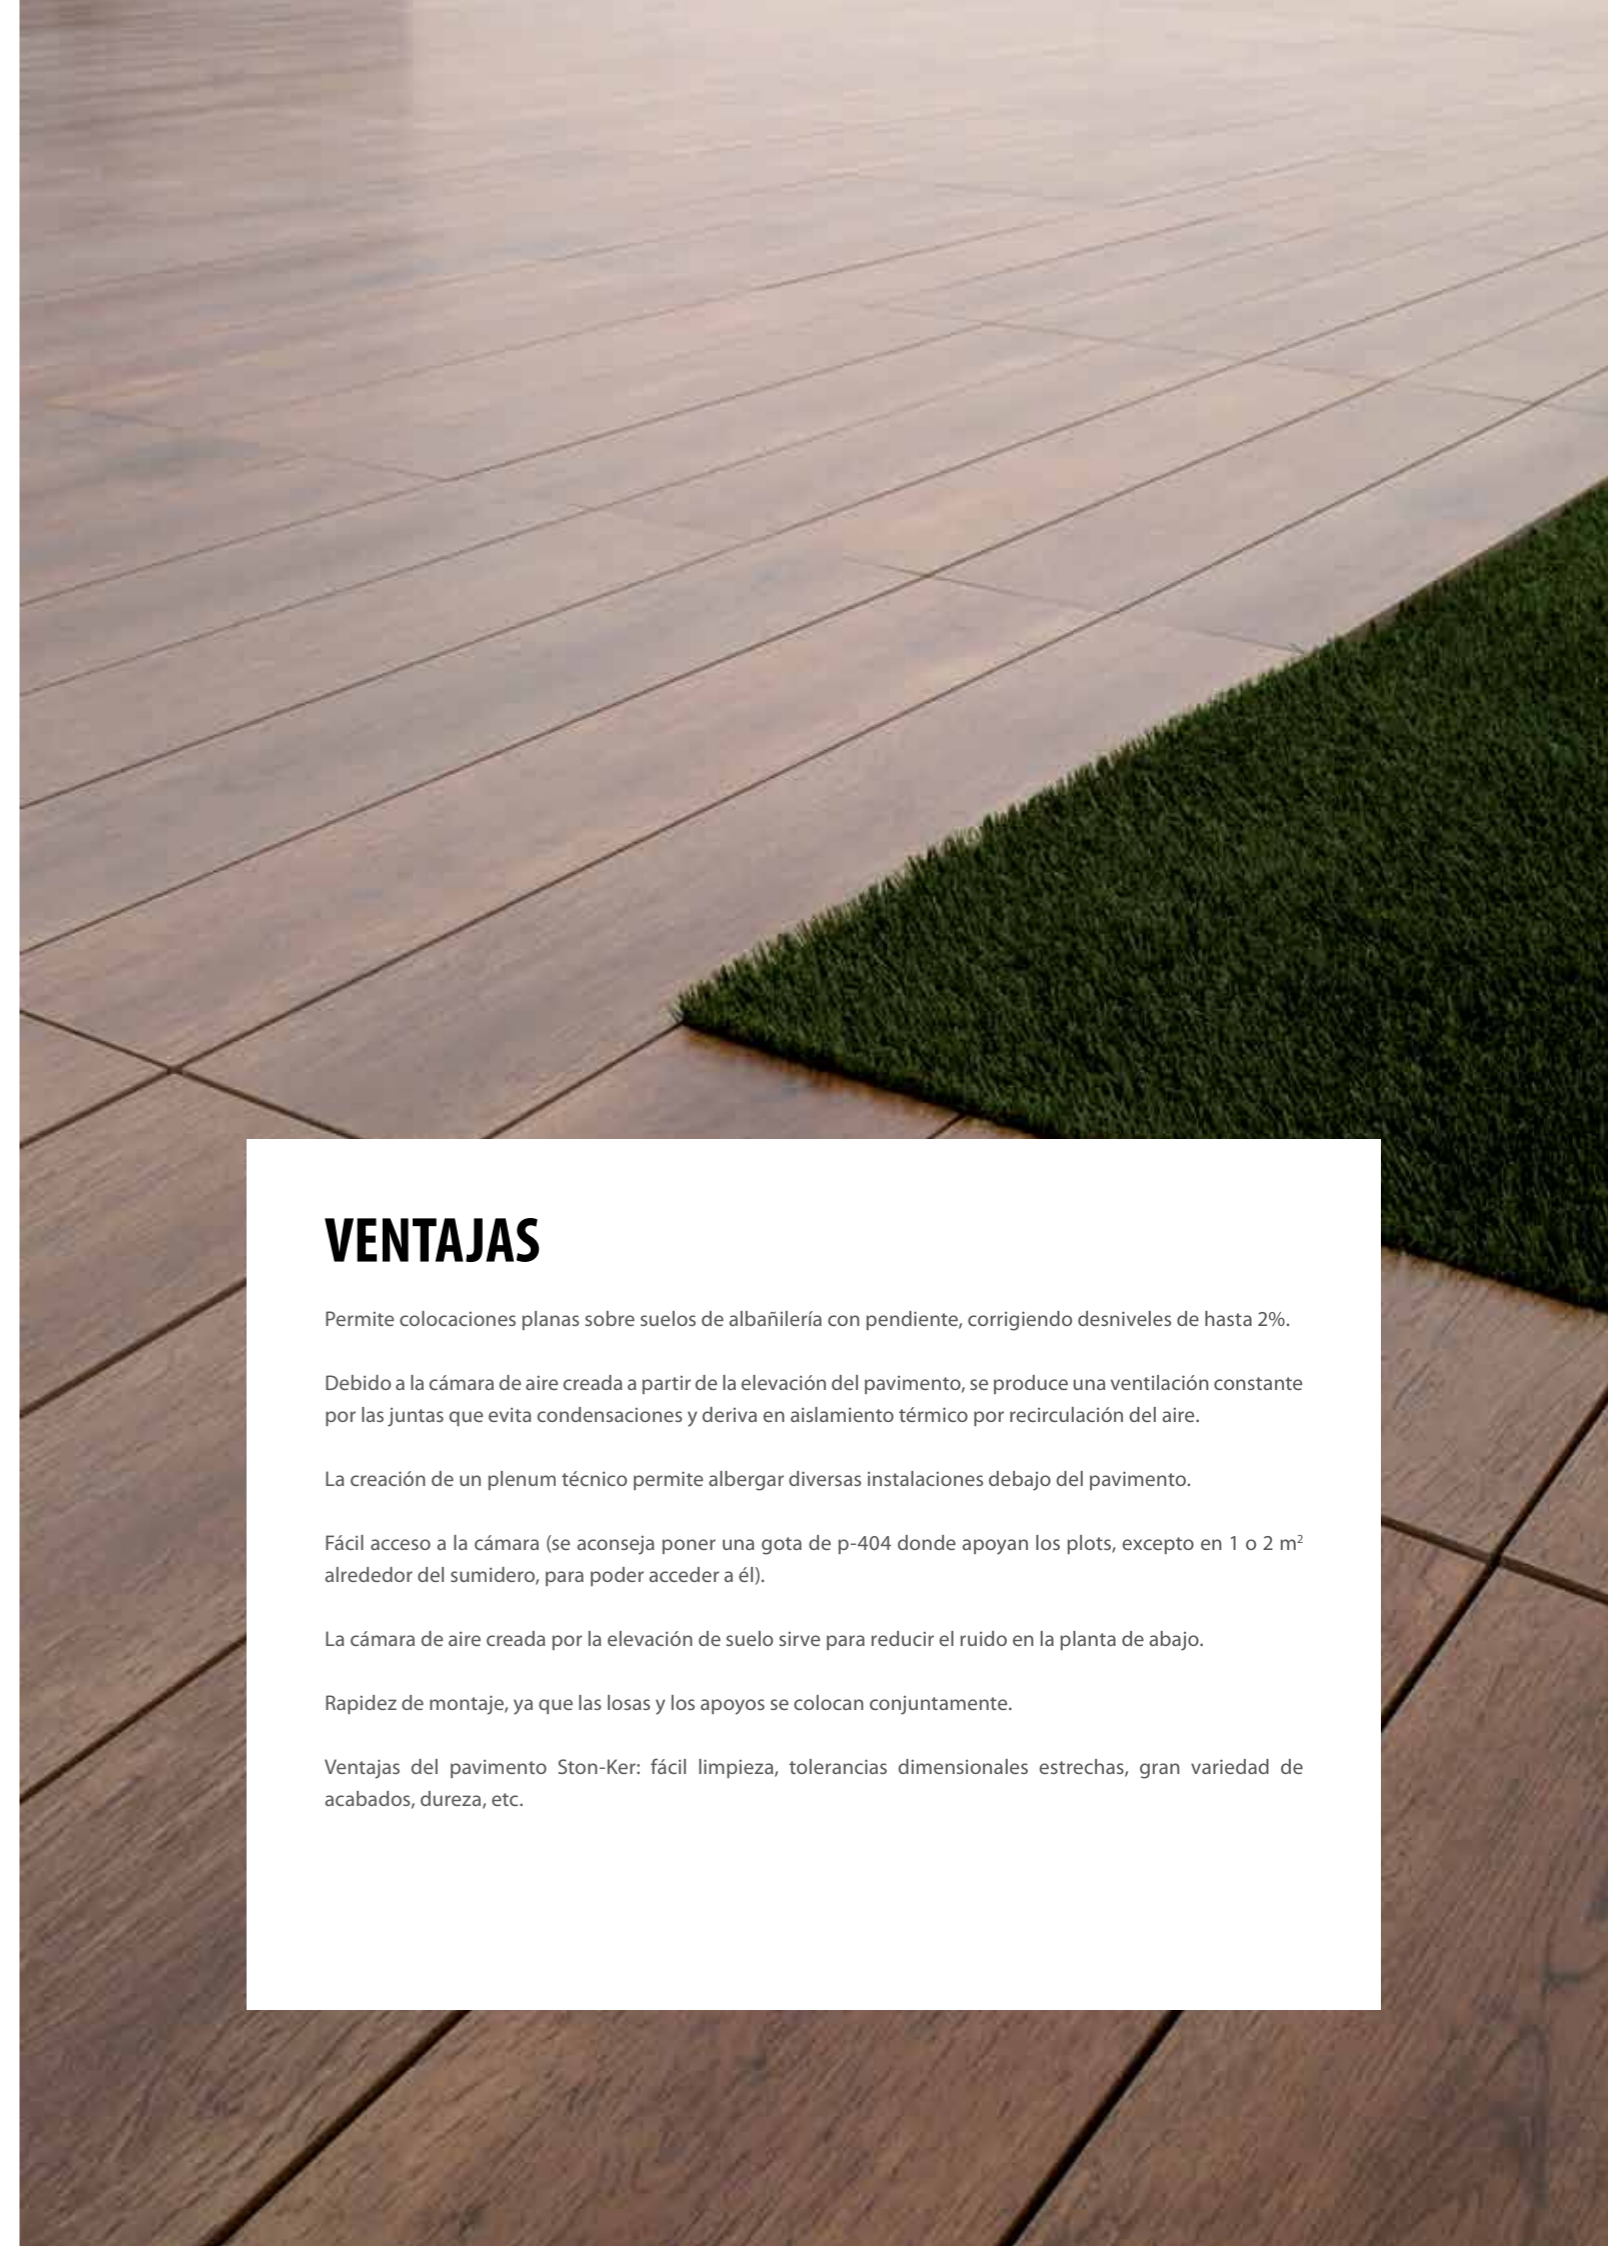 VENTAJAS
Permite colocaciones planas sobre suelos de albañilería con pendiente, corrigiendo desniveles de hasta 2%.
Debido a la cámara de aire creada a partir de la elevación del pavimento, se produce una ventilación constante
por las juntas que evita condensaciones y deriva en aislamiento térmico por recirculación del aire.
La creación de un plenum técnico permite albergar diversas instalaciones debajo del pavimento.
Fácil acceso a la cámara (se aconseja poner una gota de p-404 donde apoyan los plots, excepto en 1 o 2 m²
alrededor del sumidero, para poder acceder a él).
La cámara de aire creada por la elevación de suelo sirve para reducir el ruido en la planta de abajo.
Rapidez de montaje, ya que las losas y los apoyos se colocan conjuntamente.
Ventajas del pavimento Ston-Ker: fácil limpieza, tolerancias dimensionales estrechas, gran variedad de
acabados, dureza, etc.